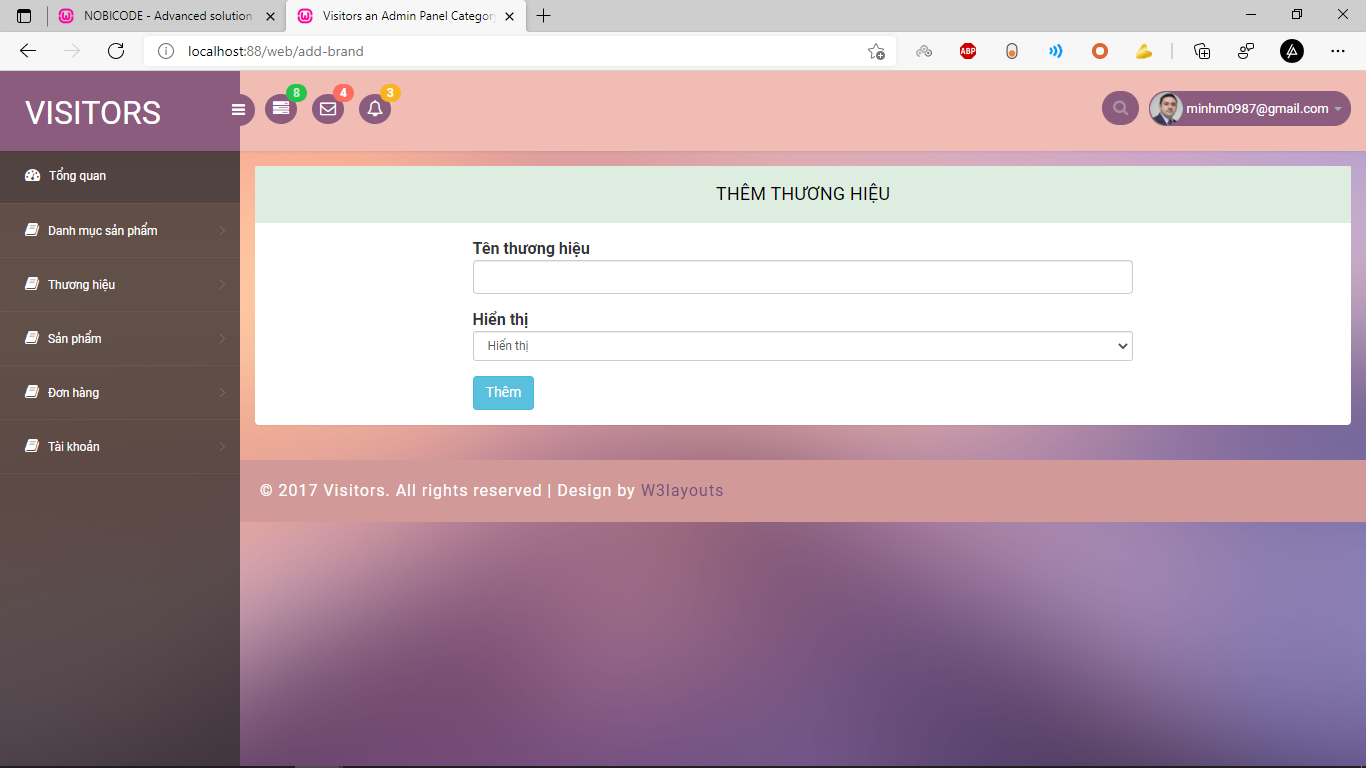 NOBICODE - Advanced solution
Visitors an Admin Panel Categor
localhost:88/web/add-brand
ABP
VISITORS
8
4
3
minhm0987@gmail.com
Tổng quan
Danh mục sản phẩm
Thương hiệu
Sản phẩm
Đơn hàng
Tài khoản
THÊM THƯƠNG HIỆU
Tên thương hiệu
Hiển thị
Hiển thị
Thêm
© 2017 Visitors. All rights reserved | Design by W3layouts